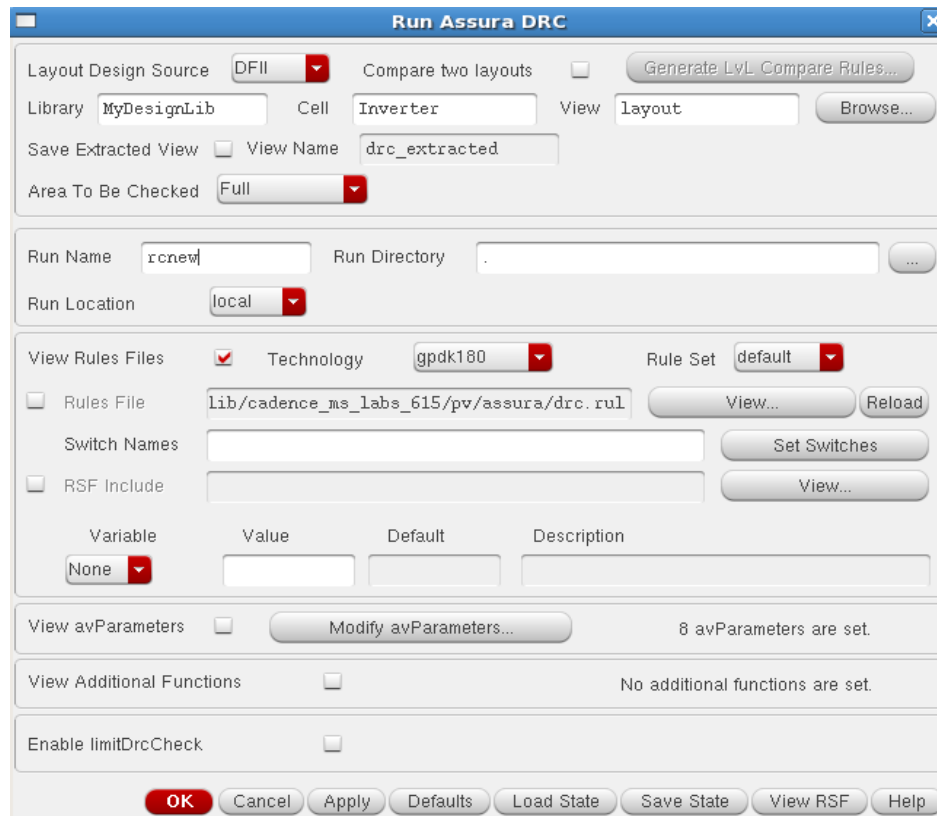 Run Assura DRC
Layout Design Source DFII Compare two layouts Generate LvL Compare Rules...
Library MyDesignLib Cell Inverter View layout Browse...
Save Extracted View View Name drc_extracted
Area To Be Checked Full
Run Name rcnew Run Directory . ...
Run Location local
View Rules Files Technology gpdk180 Rule Set default
Rules File lib/cadence_ms_labs_615/pv/assura/drc.rul View... Reload
Switch Names Set Switches
RSF Include View...
Variable Value Default Description
None
View avParameters Modify avParameters... 8 avParameters are set.
View Additional Functions No additional functions are set.
Enable limitDrcCheck
OK Cancel Apply Defaults Load State Save State View RSF Help